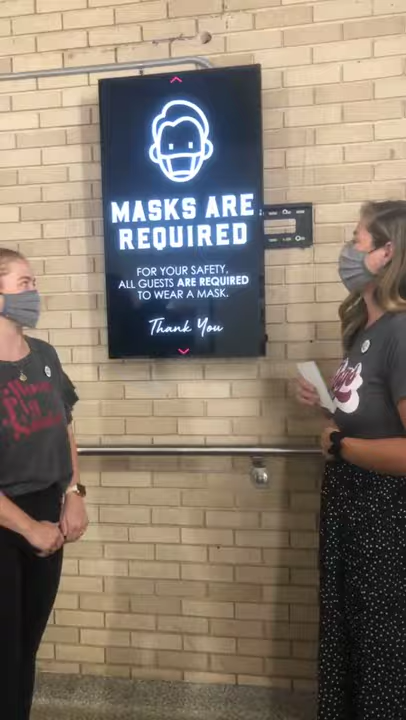 MASKS ARE
REQUIRED
FOR YOUR SAFETY,
ALL GUESTS ARE REQUIRED
TO WEAR A MASK.
Thank You